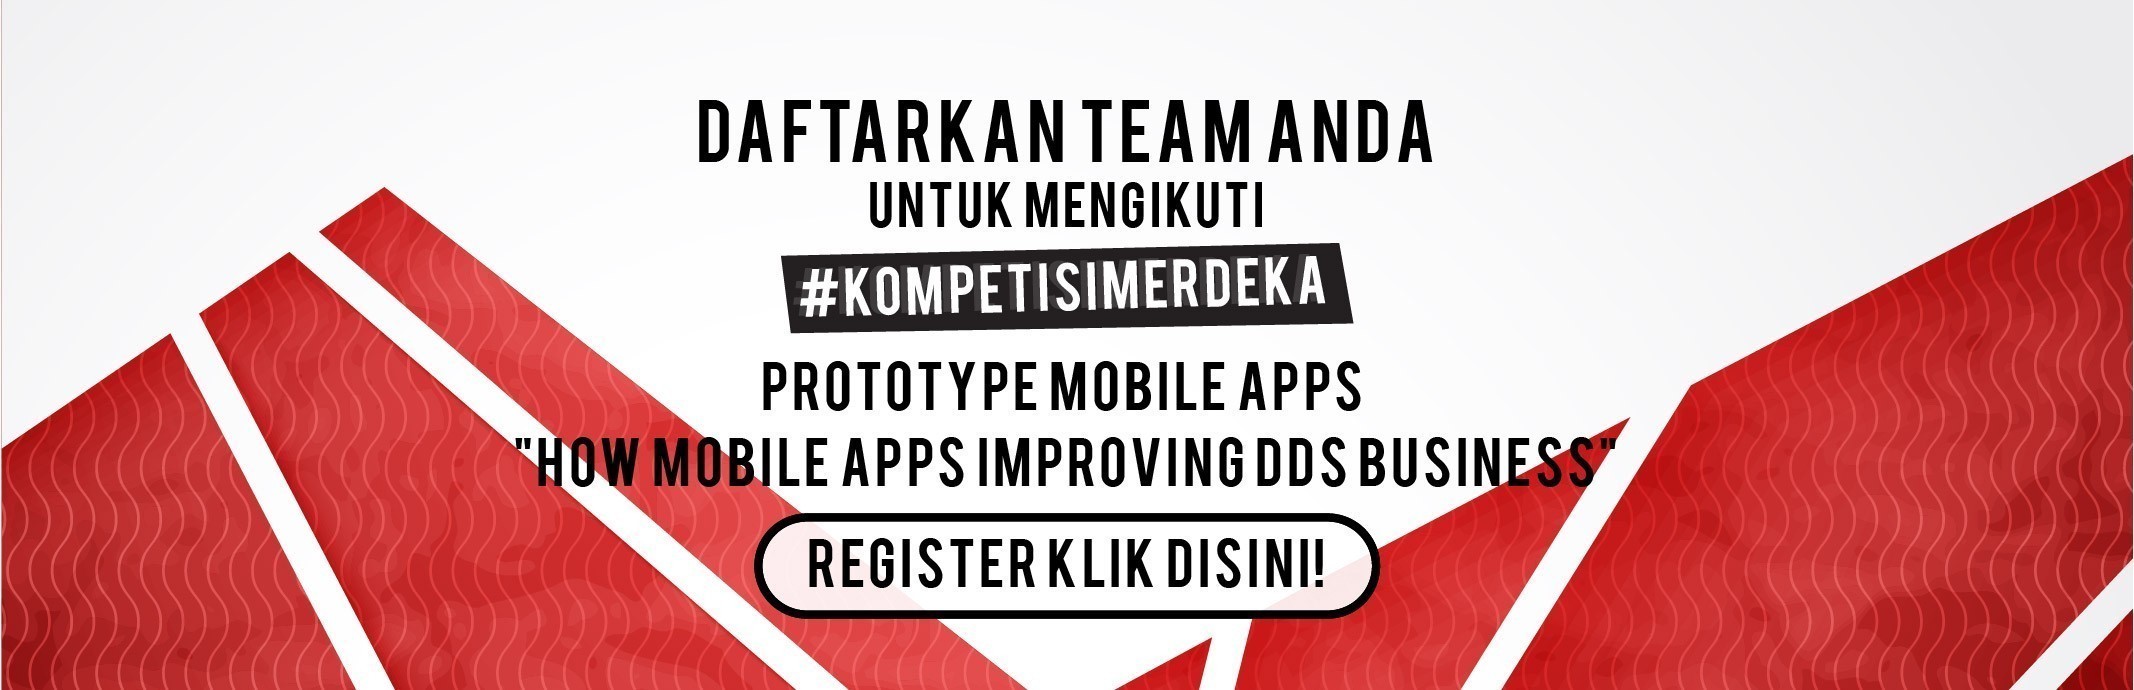 DAFTARKAN TEAM ANDA
UNTUK MENGIKUTI
#KOMPETISIMERDEKA
PROTOTYPE MOBILE APPS
"HOW MOBILE APPS IMPROVING DDS BUSINESS"
REGISTER KLIK DISINI!